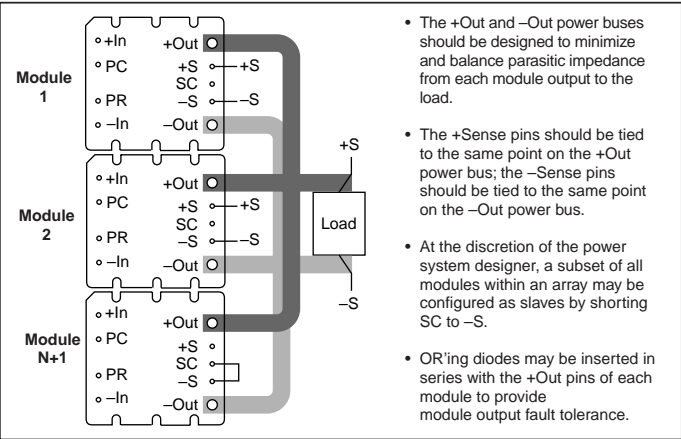 Module
1
+In
PC
PR
–In
+Out
+S
SC
–S
–Out
+S
–S
Module
2
+In
PC
PR
–In
+Out
+S
SC
–S
–Out
+S
–S
Module
N+1
+In
PC
PR
–In
+Out
+S
SC
–S
–Out
+S
Load
–S
• The +Out and –Out power buses
should be designed to minimize
and balance parasitic impedance
from each module output to the
load.
• The +Sense pins should be tied
to the same point on the +Out
power bus; the –Sense pins
should be tied to the same point
on the –Out power bus.
• At the discretion of the power
system designer, a subset of all
modules within an array may be
configured as slaves by shorting
SC to –S.
• OR'ing diodes may be inserted in
series with the +Out pins of each
module to provide
module output fault tolerance.